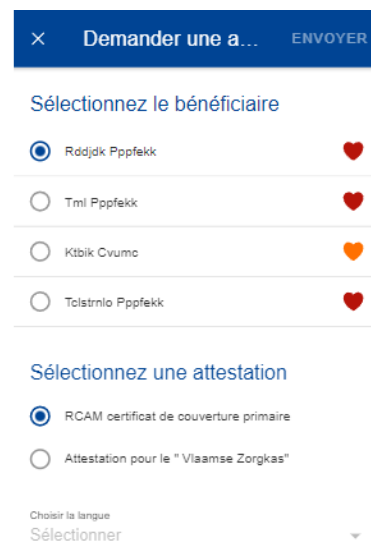 Demander une a... ENVOYER
Sélectionnez le bénéficiaire
Rddjdk Pppfekk
Tml Pppfekk
Ktbik Cvumc
Tclstrnlo Pppfekk
Sélectionnez une attestation
RCAM certificat de couverture primaire
Attestation pour le " Vlaamse Zorgkas"
Choisir la langue
Sélectionner